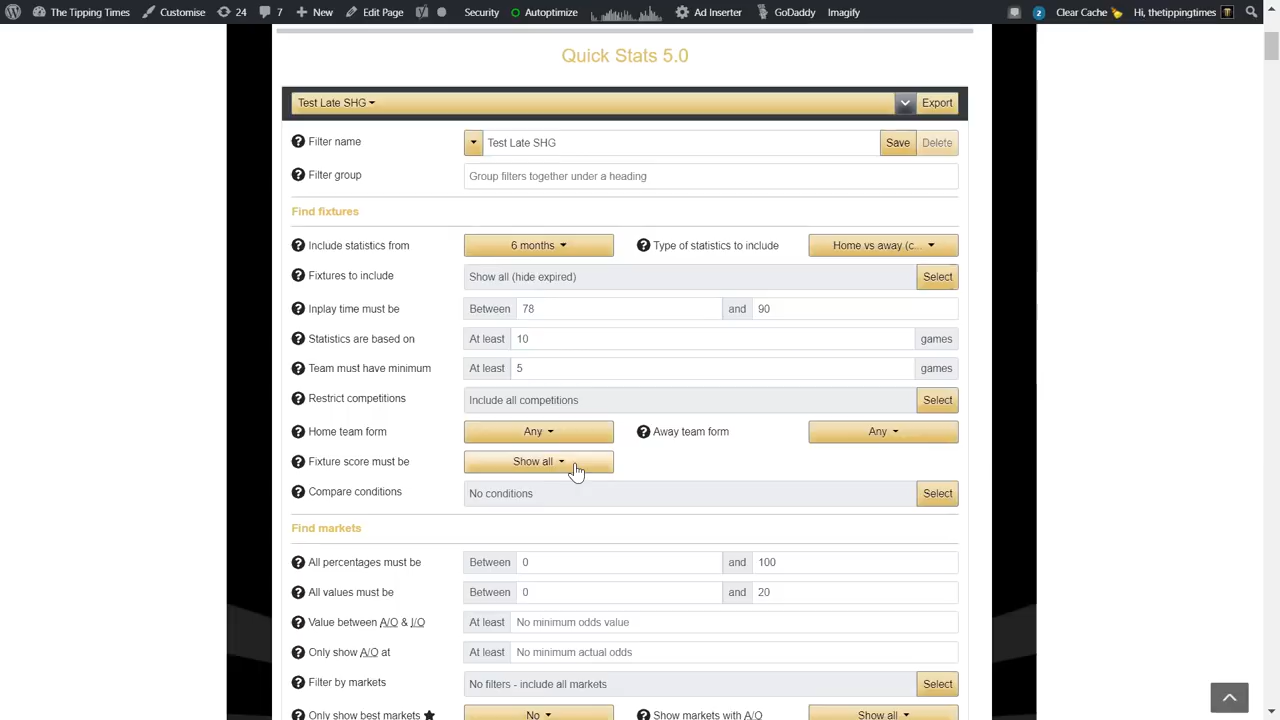 The Tipping Times Customise 24 7 New Edit Page Security Autoptimize Ad Inserter GoDaddy Imagify 2 Clear Cache Hi, thetippingtimes
Quick Stats 5.0
Test Late SHG Export
Filter name Test Late SHG Save Delete
Filter group Group filters together under a heading
Find fixtures
Include statistics from 6 months Type of statistics to include Home vs away (c...
Fixtures to include Show all (hide expired) Select
Inplay time must be Between 78 and 90
Statistics are based on At least 10 games
Team must have minimum At least 5 games
Restrict competitions Include all competitions Select
Home team form Any Away team form Any
Fixture score must be Show all
Compare conditions No conditions Select
Find markets
All percentages must be Between 0 and 100
All values must be Between 0 and 20
Value between A/O & I/O At least No minimum odds value
Only show A/O at At least No minimum actual odds
Filter by markets No filters - include all markets Select
Only show best markets No Show markets with A/O Show all